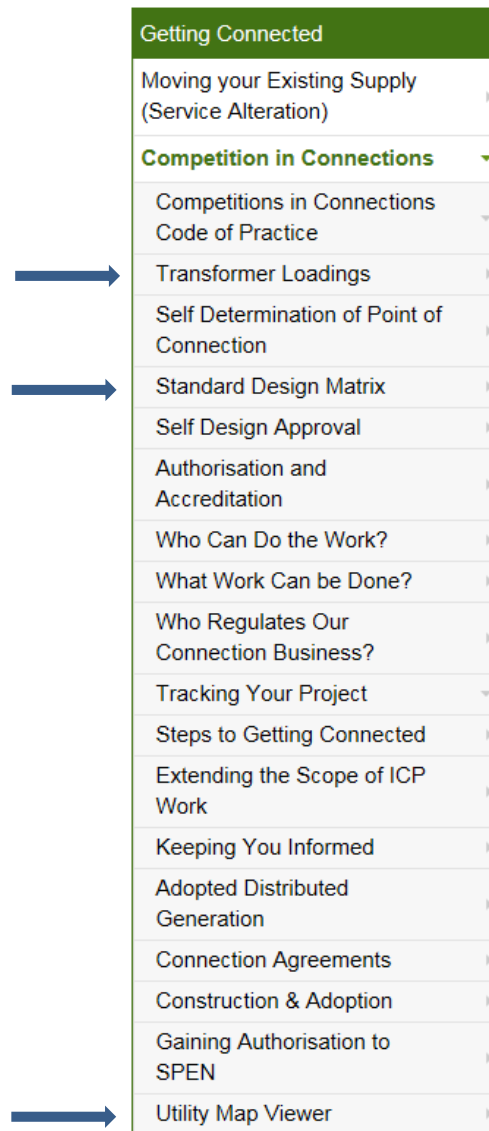 Getting Connected
Moving your Existing Supply
(Service Alteration)
Competition in Connections
Competitions in Connections
Code of Practice
Transformer Loadings
Self Determination of Point of
Connection
Standard Design Matrix
Self Design Approval
Authorisation and
Accreditation
Who Can Do the Work?
What Work Can be Done?
Who Regulates Our
Connection Business?
Tracking Your Project
Steps to Getting Connected
Extending the Scope of ICP
Work
Keeping You Informed
Adopted Distributed
Generation
Connection Agreements
Construction & Adoption
Gaining Authorisation to
SPEN
Utility Map Viewer